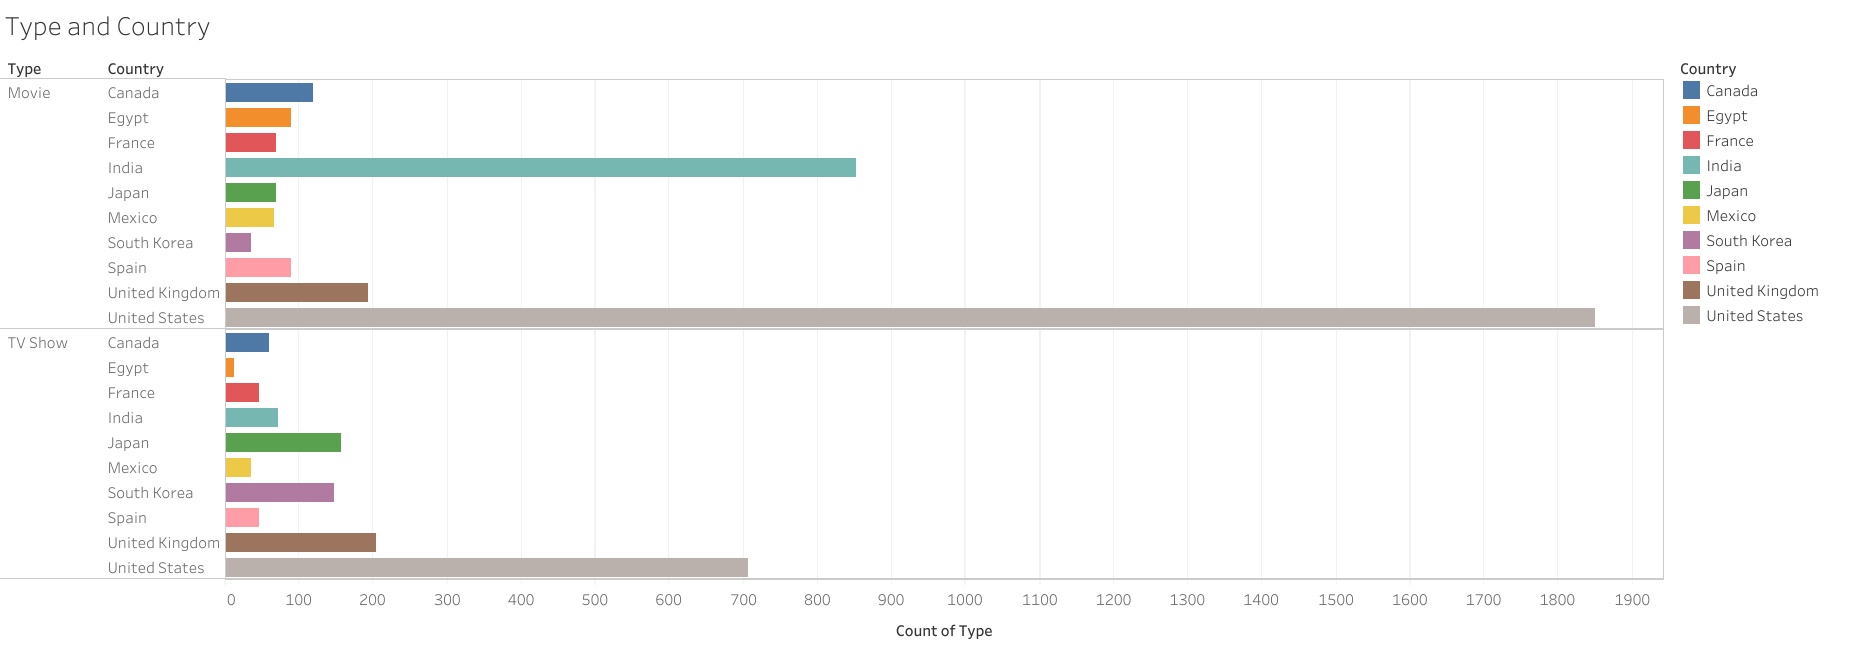 Type and Country
Type Country Country
Movie Canada Canada
Egypt Egypt
France France
India India
Japan Japan
Mexico Mexico
South Korea South Korea
Spain Spain
United Kingdom United Kingdom
United States United States
TV Show Canada
Egypt
France
India
Japan
Mexico
South Korea
Spain
United Kingdom
United States
0 100 200 300 400 500 600 700 800 900 1000 1100 1200 1300 1400 1500 1600 1700 1800 1900
Count of Type